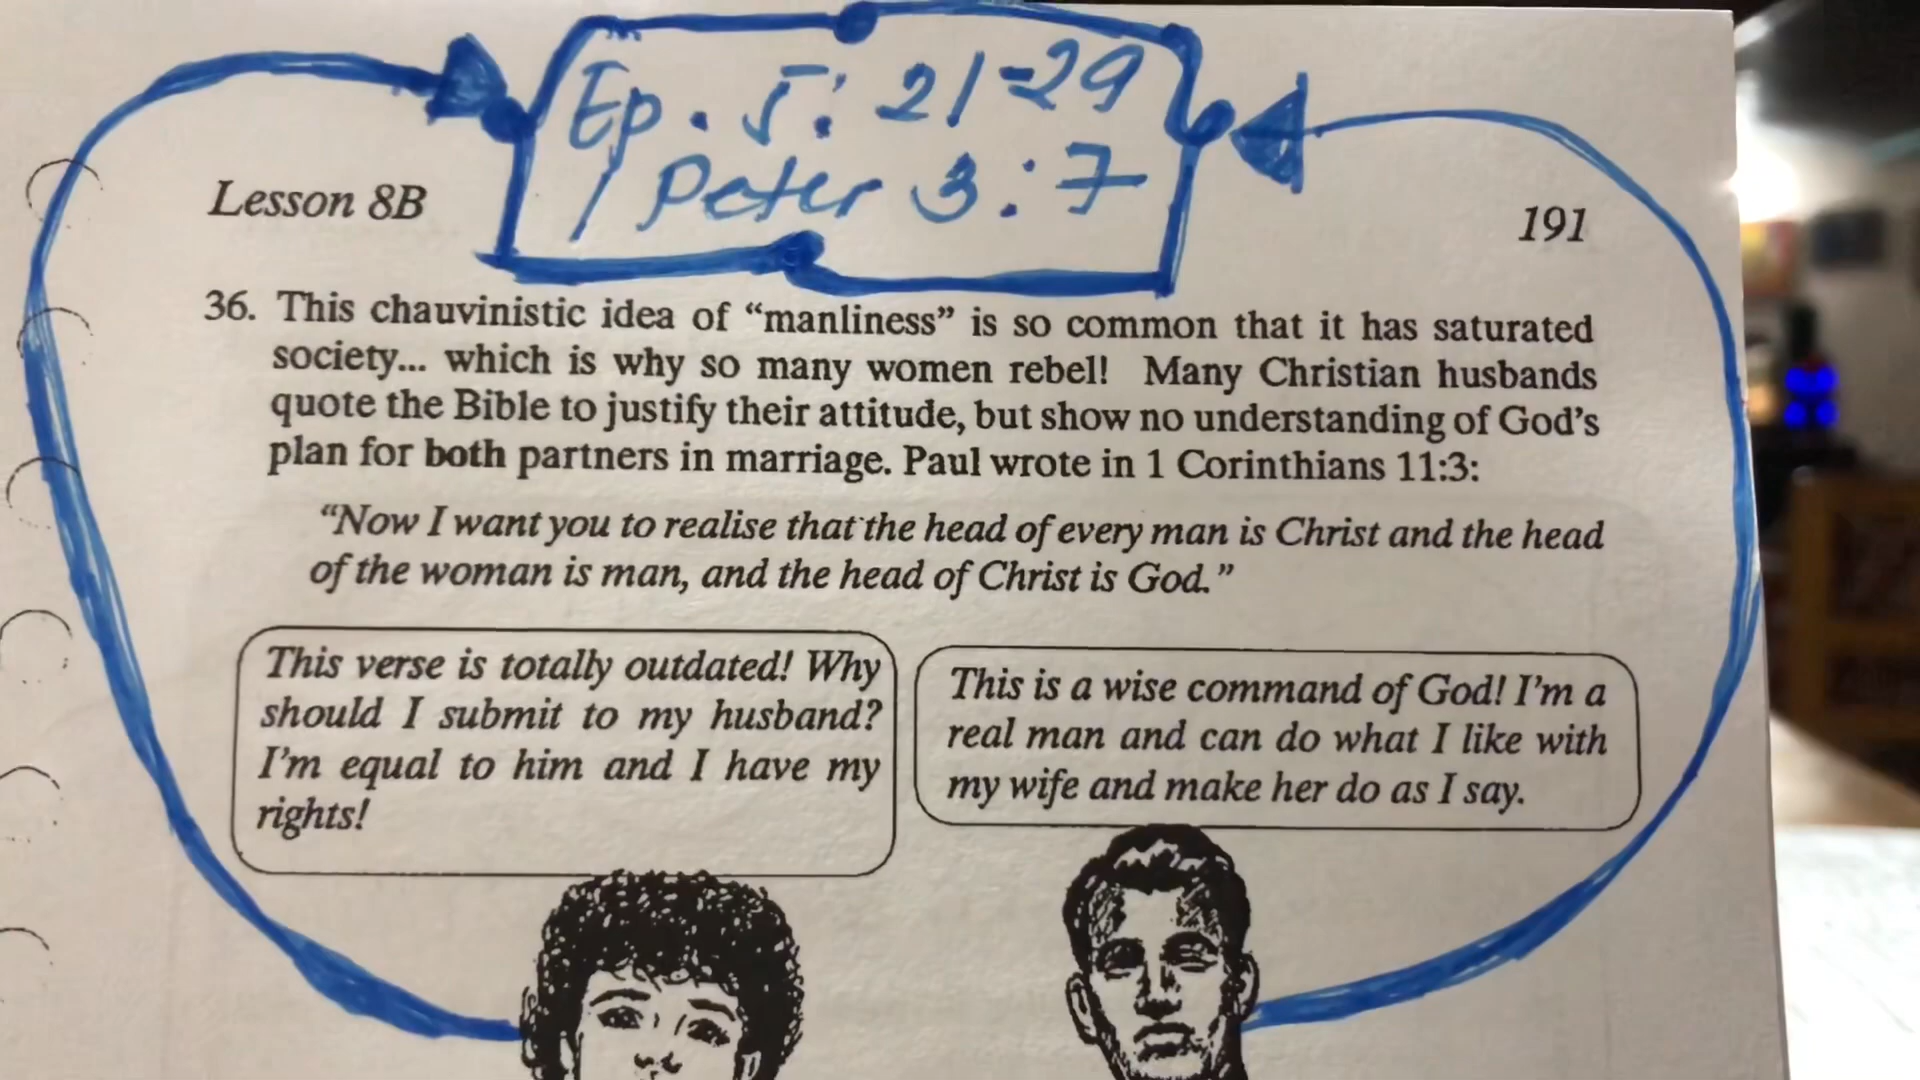 Ep. 5: 21-29
1 Peter 3:7
Lesson 8B
191
36. This chauvinistic idea of “manliness” is so common that it has saturated
society... which is why so many women rebel! Many Christian husbands
quote the Bible to justify their attitude, but show no understanding of God’s
plan for both partners in marriage. Paul wrote in 1 Corinthians 11:3:
“Now I want you to realise that the head of every man is Christ and the head
of the woman is man, and the head of Christ is God.”
This verse is totally outdated! Why
should I submit to my husband?
I’m equal to him and I have my
rights!
This is a wise command of God! I’m a
real man and can do what I like with
my wife and make her do as I say.